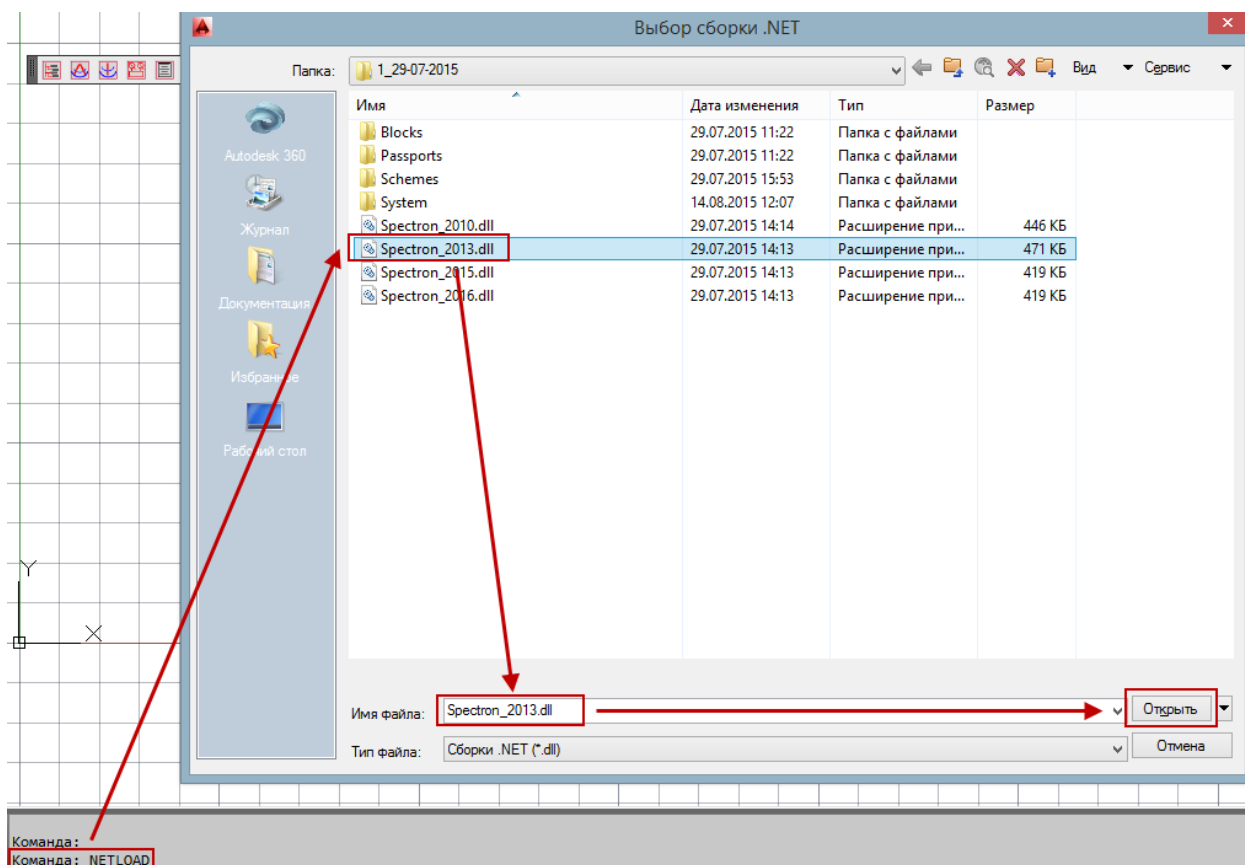 Выбор сборки .NET
Папка: 1_29-07-2015 Вид Сервис
Имя Дата изменения Тип Размер
Blocks 29.07.2015 11:22 Папка с файлами
Passports 29.07.2015 11:22 Папка с файлами
Schemes 29.07.2015 15:53 Папка с файлами
System 14.08.2015 12:07 Папка с файлами
Spectron_2010.dll 29.07.2015 14:14 Расширение при... 446 КБ
Spectron_2013.dll 29.07.2015 14:13 Расширение при... 471 КБ
Spectron_2015.dll 29.07.2015 14:13 Расширение при... 419 КБ
Spectron_2016.dll 29.07.2015 14:13 Расширение при... 419 КБ
Autodesk 360
Журнал
Документация
Избранное
Рабочий стол
Y
X
Имя файла: Spectron_2013.dll Открыть
Тип файла: Сборки .NET (*.dll) Отмена
Команда:
Команда: NETLOAD